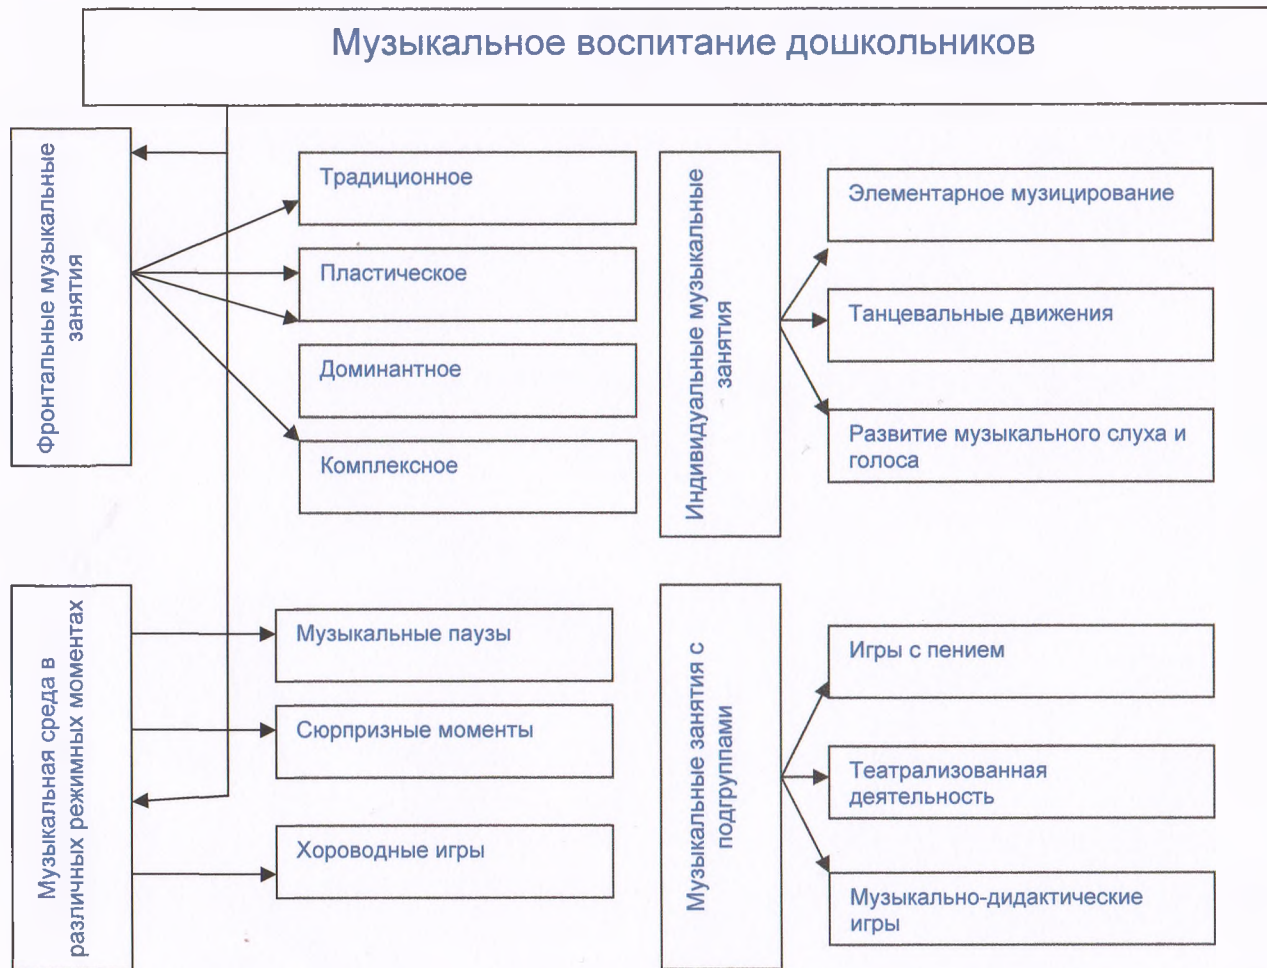 Музыкальное воспитание дошкольников
Фронтальные музыкальные
занятия
Традиционное
Пластическое
Доминантное
Комплексное
Индивидуальные музыкальные
занятия
Элементарное музицирование
Танцевальные движения
Развитие музыкального слуха и
голоса
Музыкальная среда в
различных режимных моментах
Музыкальные паузы
Сюрпризные моменты
Хороводные игры
Музыкальные занятия с
подгруппами
Игры с пением
Театрализованная
деятельность
Музыкально-дидактические
игры